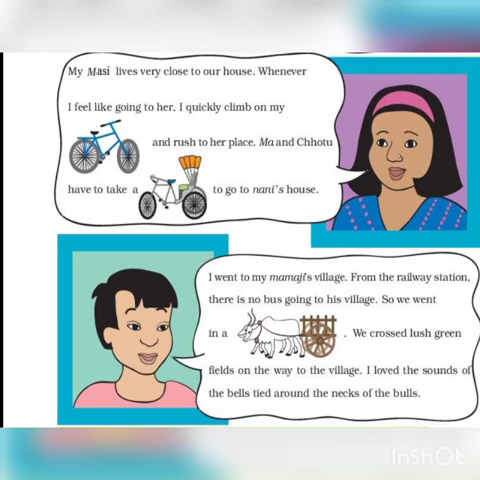 My Masi lives very close to our house. Whenever
I feel like going to her, I quickly climb on my
and rush to her place. Ma and Chhotu
have to take a to go to nani's house.
I went to my mamaji's village. From the railway station,
there is no bus going to his village. So we went
in a . We crossed lush green
fields on the way to the village. I loved the sounds of
the bells tied around the necks of the bulls.
InShOt